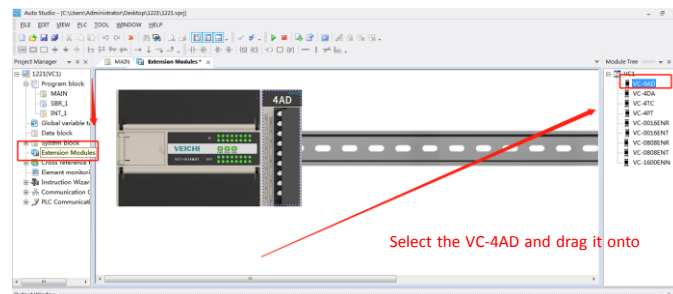 Auto Studio - [C:\Users\Administrator\Desktop\1221\1221.vprj]
FILE EDIT VIEW PLC TOOL WINDOW HELP
Project Manager
MAIN Extension Modules *
Module Tree
1221(VC1)
Program block
MAIN
SBR_1
INT_1
Global variable t
Data block
System block
Extension Modules
Cross reference t
Element monitori
Instruction Wizar
Communication C
PLC Communicati
4AD
VEICHI
VC1
VC-4AD
VC-4DA
VC-4TC
VC-4PT
VC-0016ENR
VC-0016ENT
VC-0808ENR
VC-0808ENT
VC-1600ENN
Select the VC-4AD and drag it onto